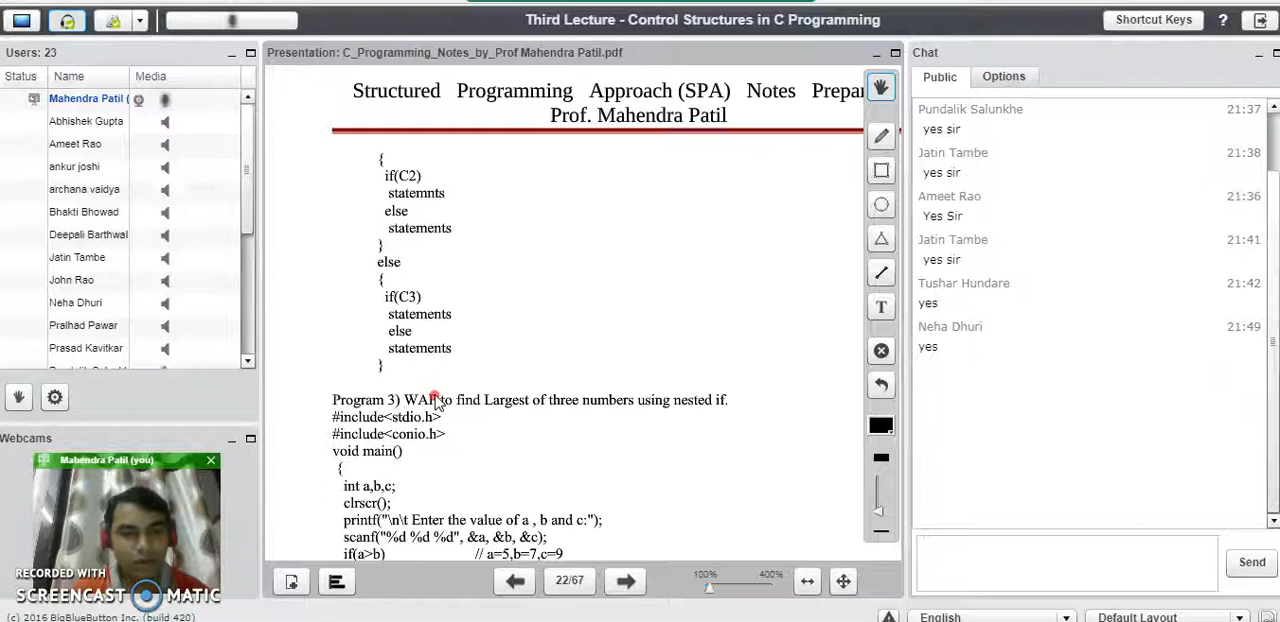 Third Lecture - Control Structures in C Programming
Shortcut Keys
?
Users: 23
Status Name Media
Mahendra Patil (
Abhishek Gupta
Ameet Rao
ankur joshi
archana vaidya
Bhakti Bhowad
Deepali Barthwal
Jatin Tambe
John Rao
Neha Dhuri
Pralhad Pawar
Prasad Kavitkar
Webcams
Mahendra Patil (you)
RECORDED WITH
SCREENCAST MATIC
(c) 2016 BigBlueButton Inc. (build 420)
Presentation: C_Programming_Notes_by_Prof Mahendra Patil.pdf
Structured Programming Approach (SPA) Notes Prepar
Prof. Mahendra Patil
{
if(C2)
statemnts
else
statements
}
else
{
if(C3)
statements
else
statements
}
Program 3) WAP to find Largest of three numbers using nested if.
#include<stdio.h>
#include<conio.h>
void main()
{
int a,b,c;
clrscr();
printf("\n\t Enter the value of a , b and c:");
scanf("%d %d %d", &a, &b, &c);
if(a>b) // a=5,b=7,c=9
T
22/67
100% 400%
Chat
Public Options
Pundalik Salunkhe 21:37
yes sir
Jatin Tambe 21:38
yes sir
Ameet Rao 21:36
Yes Sir
Jatin Tambe 21:41
yes sir
Tushar Hundare 21:42
yes
Neha Dhuri 21:49
yes
Send
English
Default Layout